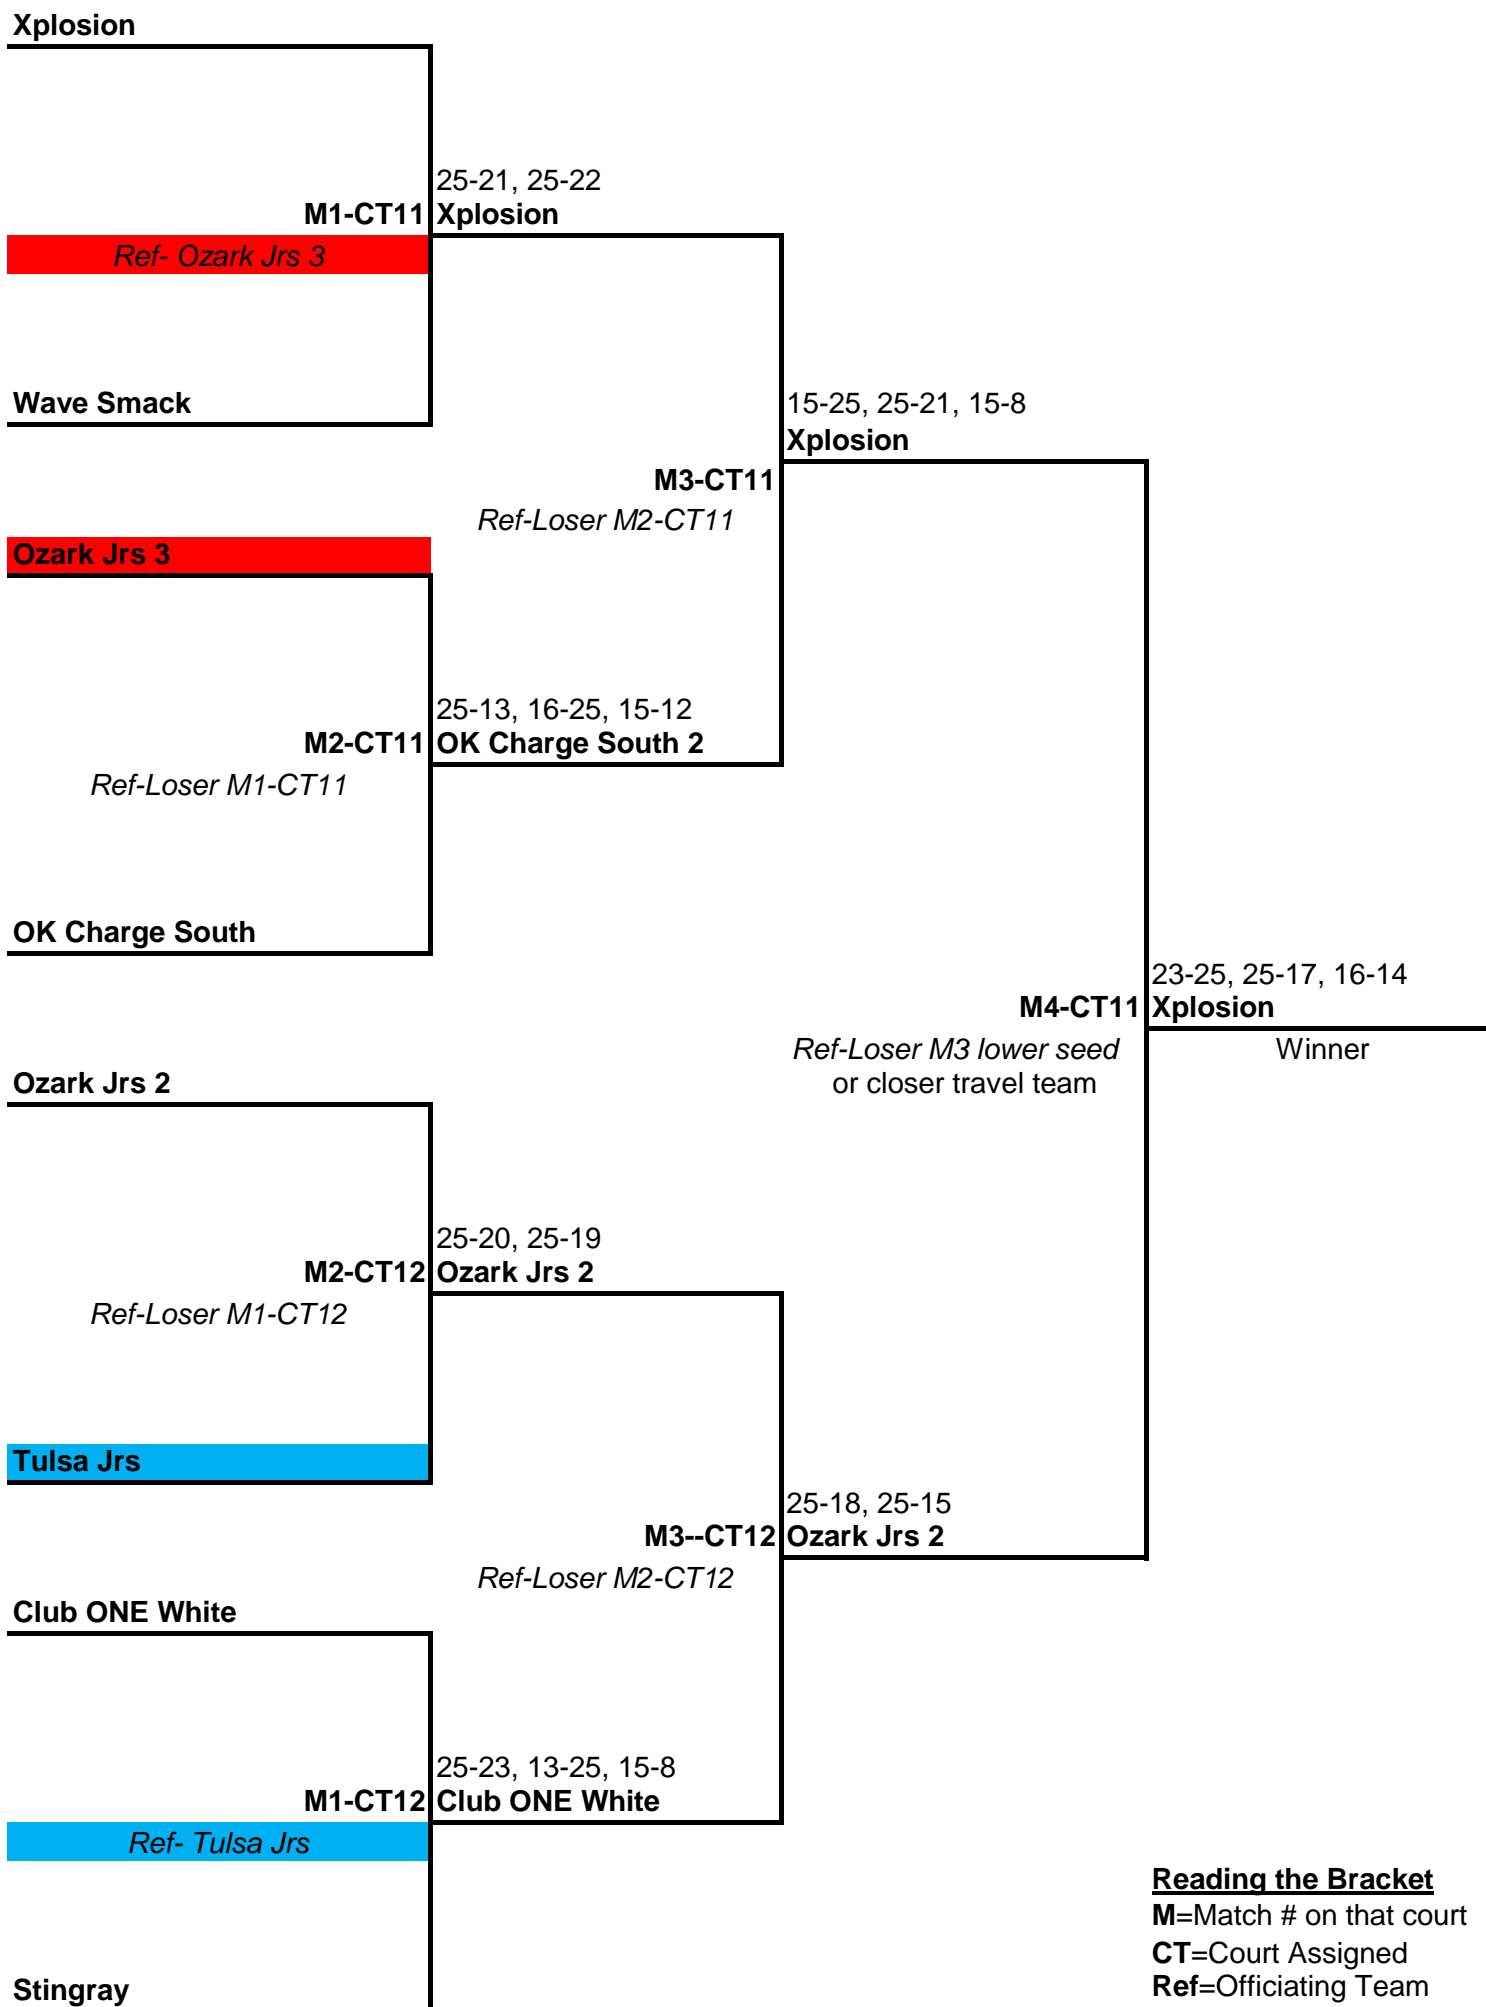 Xplosion
25-21, 25-22
M1-CT11 Xplosion
Ref- Ozark Jrs 3
Wave Smack
15-25, 25-21, 15-8
Xplosion
M3-CT11
Ref-Loser M2-CT11
Ozark Jrs 3
25-13, 16-25, 15-12
M2-CT11 OK Charge South 2
Ref-Loser M1-CT11
OK Charge South
23-25, 25-17, 16-14
M4-CT11 Xplosion
Ref-Loser M3 lower seed
Winner
or closer travel team
Ozark Jrs 2
25-20, 25-19
M2-CT12 Ozark Jrs 2
Ref-Loser M1-CT12
Tulsa Jrs
25-18, 25-15
M3--CT12 Ozark Jrs 2
Ref-Loser M2-CT12
Club ONE White
25-23, 13-25, 15-8
M1-CT12 Club ONE White
Ref- Tulsa Jrs
Stingray
Reading the Bracket
M=Match # on that court
CT=Court Assigned
Ref=Officiating Team